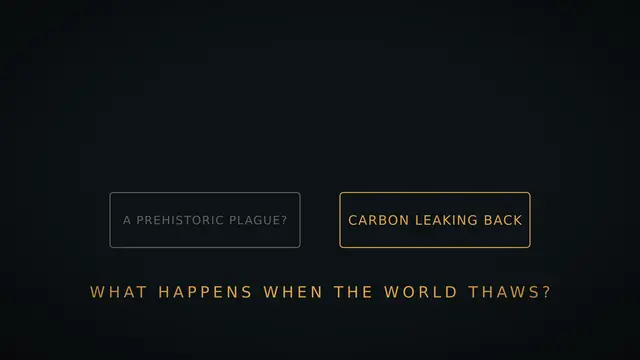 A PREHISTORIC PLAGUE?
CARBON LEAKING BACK
WHAT HAPPENS WHEN THE WORLD THAWS?